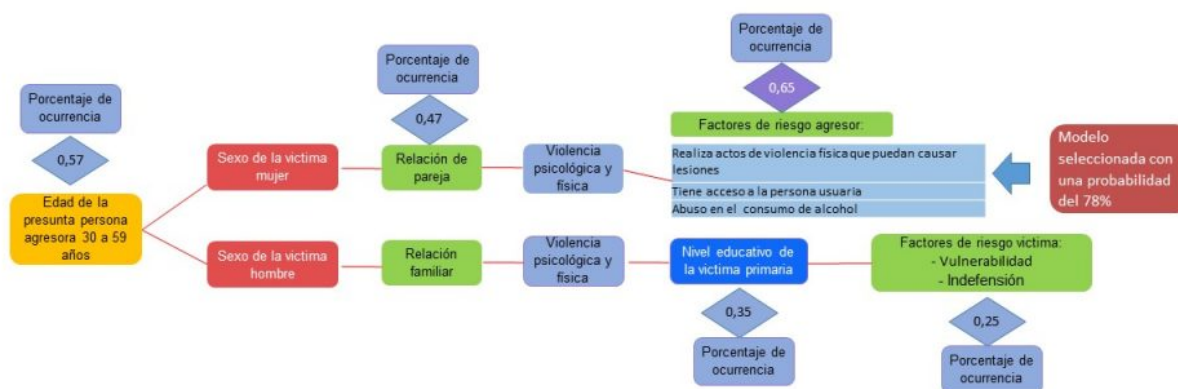 Porcentaje de
ocurrencia
0,57
Edad de la
presunta persona
agresora 30 a 59
años
Sexo de la victima
mujer
Porcentaje de
ocurrencia
0,47
Relación de
pareja
Violencia
psicológica y
física
Porcentaje de
ocurrencia
0,65
Factores de riesgo agresor:
Realiza actos de violencia física que puedan causar
lesiones
Tiene acceso a la persona usuaria
Abuso en el consumo de alcohol
Modelo
seleccionada con
una probabilidad
del 78%
Sexo de la victima
hombre
Relación
familiar
Violencia
psicológica y
física
Nivel educativo de
la victima primaria
0,35
Porcentaje de
ocurrencia
Factores de riesgo victima:
- Vulnerabilidad
- Indefensión
0,25
Porcentaje de
ocurrencia